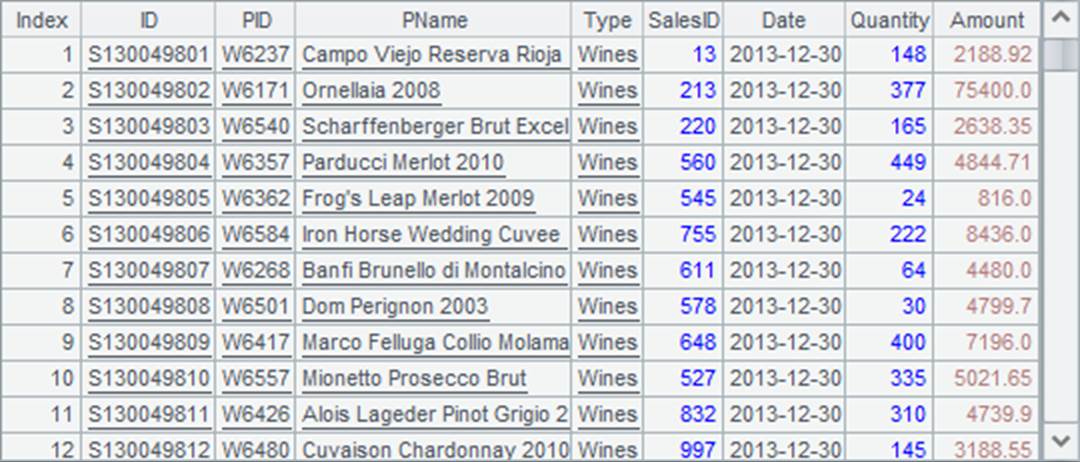 Index ID PID PName Type SalesID Date Quantity Amount
1 S130049801 W6237 Campo Viejo Reserva Rioja Wines 13 2013-12-30 148 2188.92
2 S130049802 W6171 Ornellaia 2008 Wines 213 2013-12-30 377 75400.0
3 S130049803 W6540 Scharffenberger Brut Excel Wines 220 2013-12-30 165 2638.35
4 S130049804 W6357 Parducci Merlot 2010 Wines 560 2013-12-30 449 4844.71
5 S130049805 W6362 Frog's Leap Merlot 2009 Wines 545 2013-12-30 24 816.0
6 S130049806 W6584 Iron Horse Wedding Cuvee Wines 755 2013-12-30 222 8436.0
7 S130049807 W6268 Banfi Brunello di Montalcino Wines 611 2013-12-30 64 4480.0
8 S130049808 W6501 Dom Perignon 2003 Wines 578 2013-12-30 30 4799.7
9 S130049809 W6417 Marco Felluga Collio Molama Wines 648 2013-12-30 400 7196.0
10 S130049810 W6557 Mionetto Prosecco Brut Wines 527 2013-12-30 335 5021.65
11 S130049811 W6426 Alois Lageder Pinot Grigio 2 Wines 832 2013-12-30 310 4739.9
12 S130049812 W6480 Cuvaison Chardonnay 2010 Wines 997 2013-12-30 145 3188.55